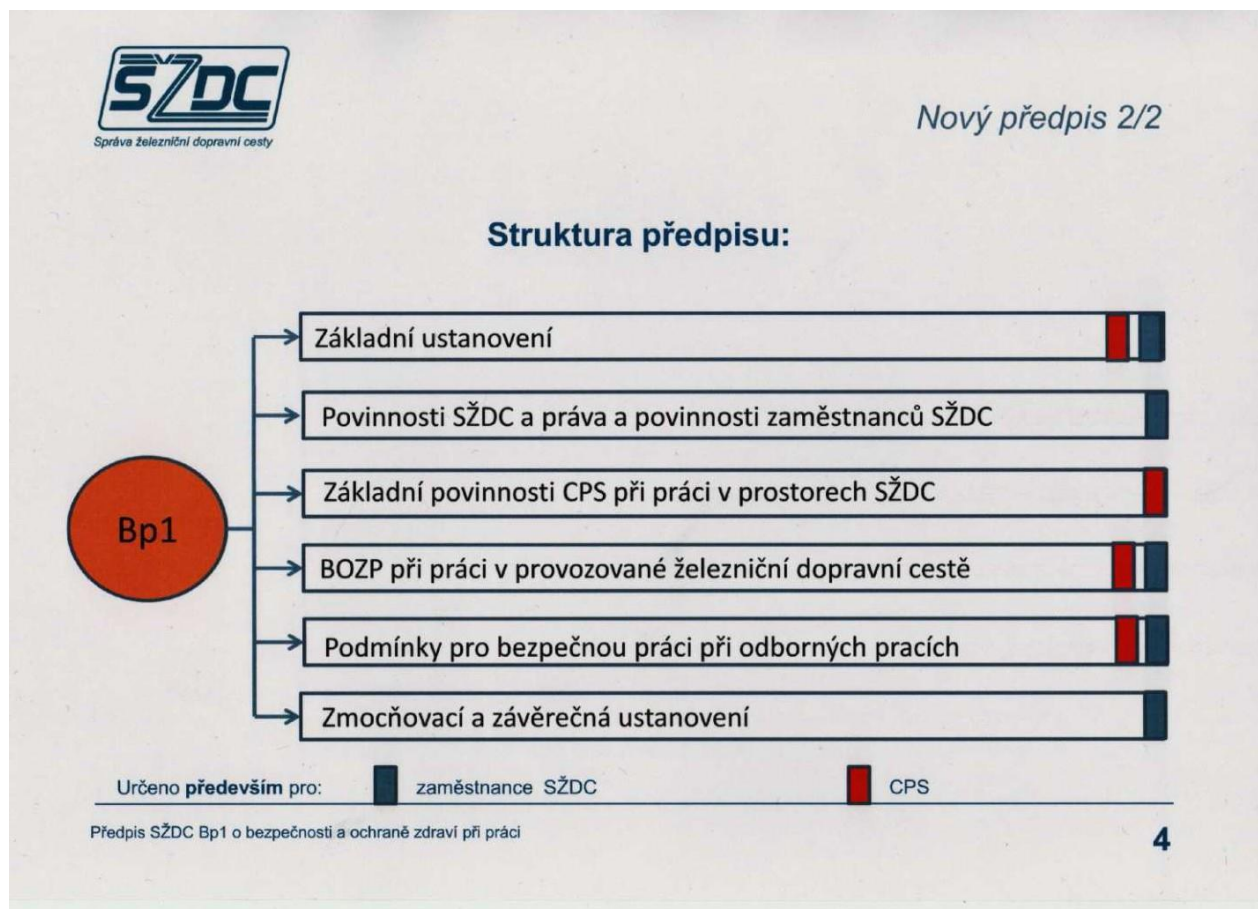 SŽDC
Správa železniční dopravní cesty
Nový předpis 2/2
Struktura předpisu:
Základní ustanovení
Povinnosti SŽDC a práva a povinnosti zaměstnanců SŽDC
Základní povinnosti CPS při práci v prostorech SŽDC
Bp1
BOZP při práci v provozované železniční dopravní cestě
Podmínky pro bezpečnou práci při odborných pracích
Zmocňovací a závěrečná ustanovení
Určeno především pro: zaměstnance SŽDC CPS
Předpis SŽDC Bp1 o bezpečnosti a ochraně zdraví při práci
4